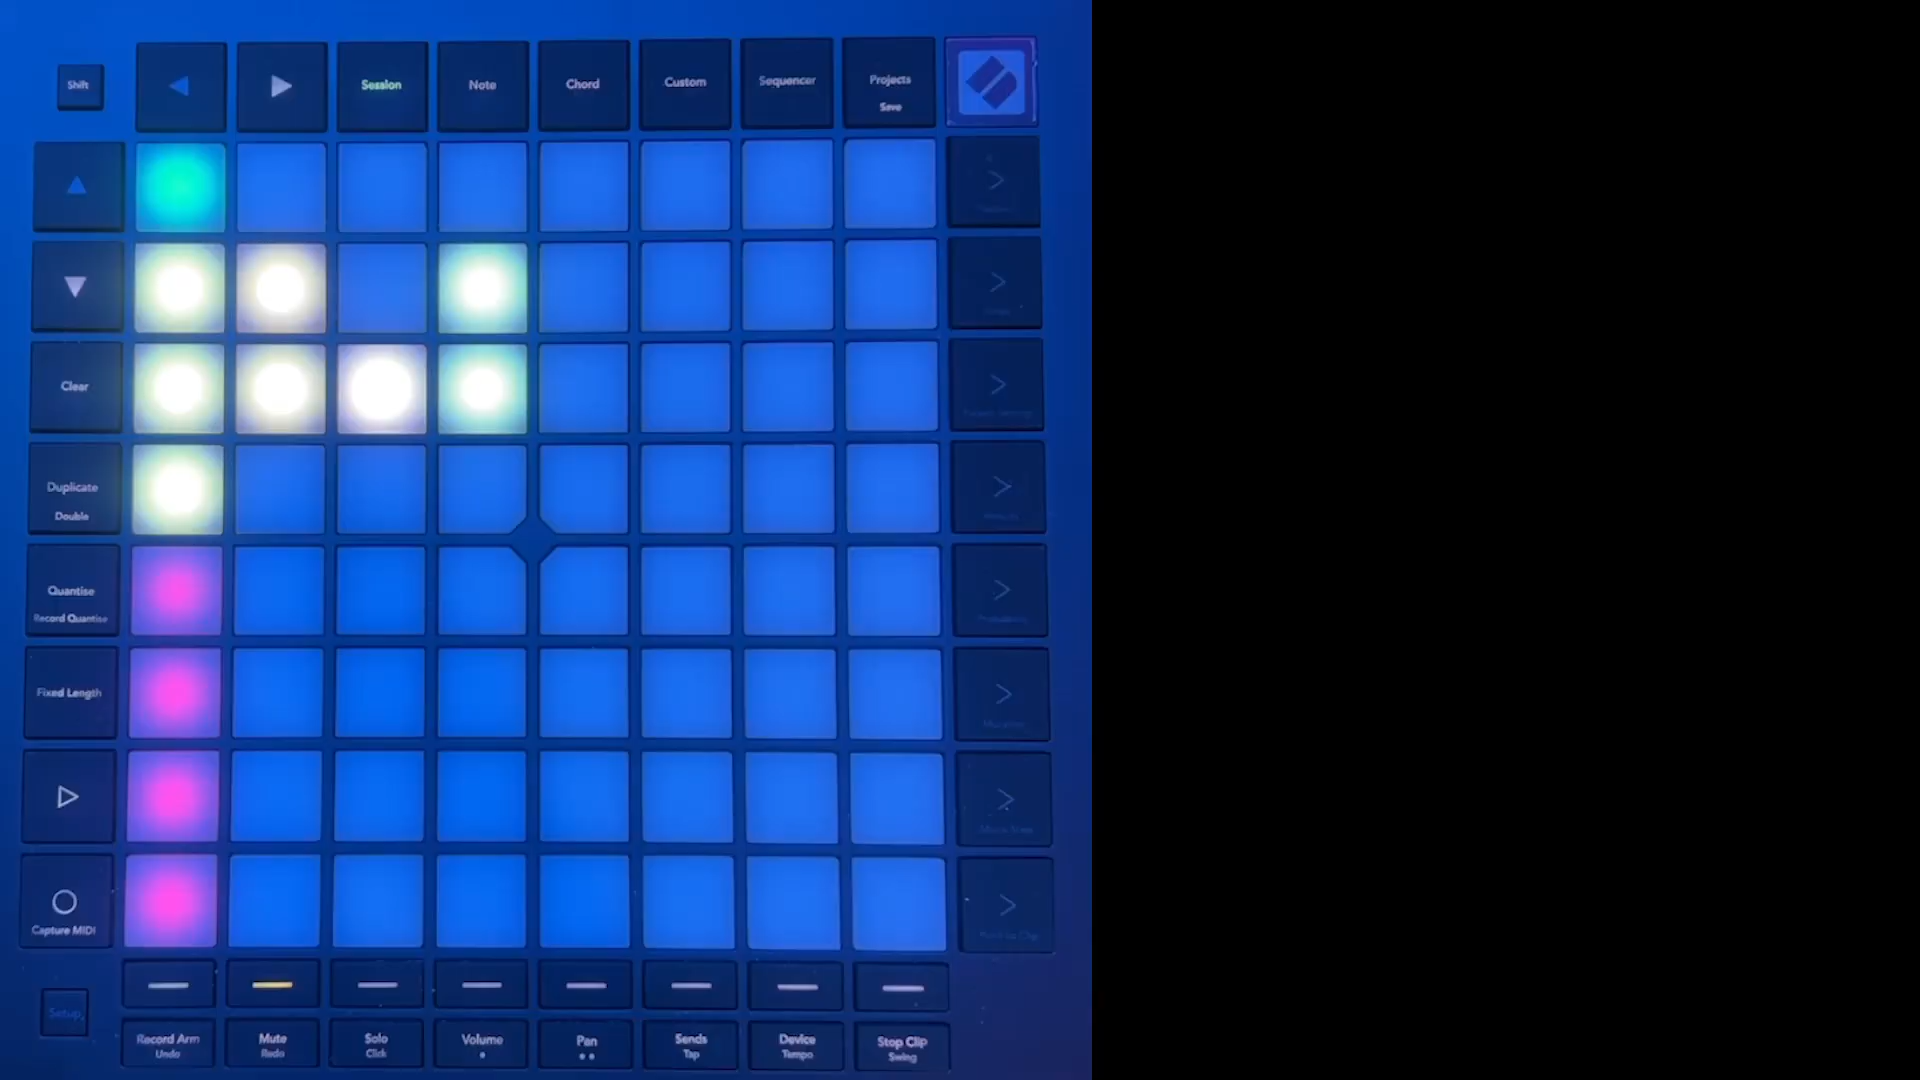 Shift
Session
Note
Chord
Custom
Sequencer
Projects
Save
Clear
Duplicate
Double
Quantise
Record Quantise
Fixed Length
Capture MIDI
Setup
Record Arm
Undo
Mute
Redo
Solo
Click
Volume
Pan
Sends
Tap
Device
Tempo
Stop Clip
Swing